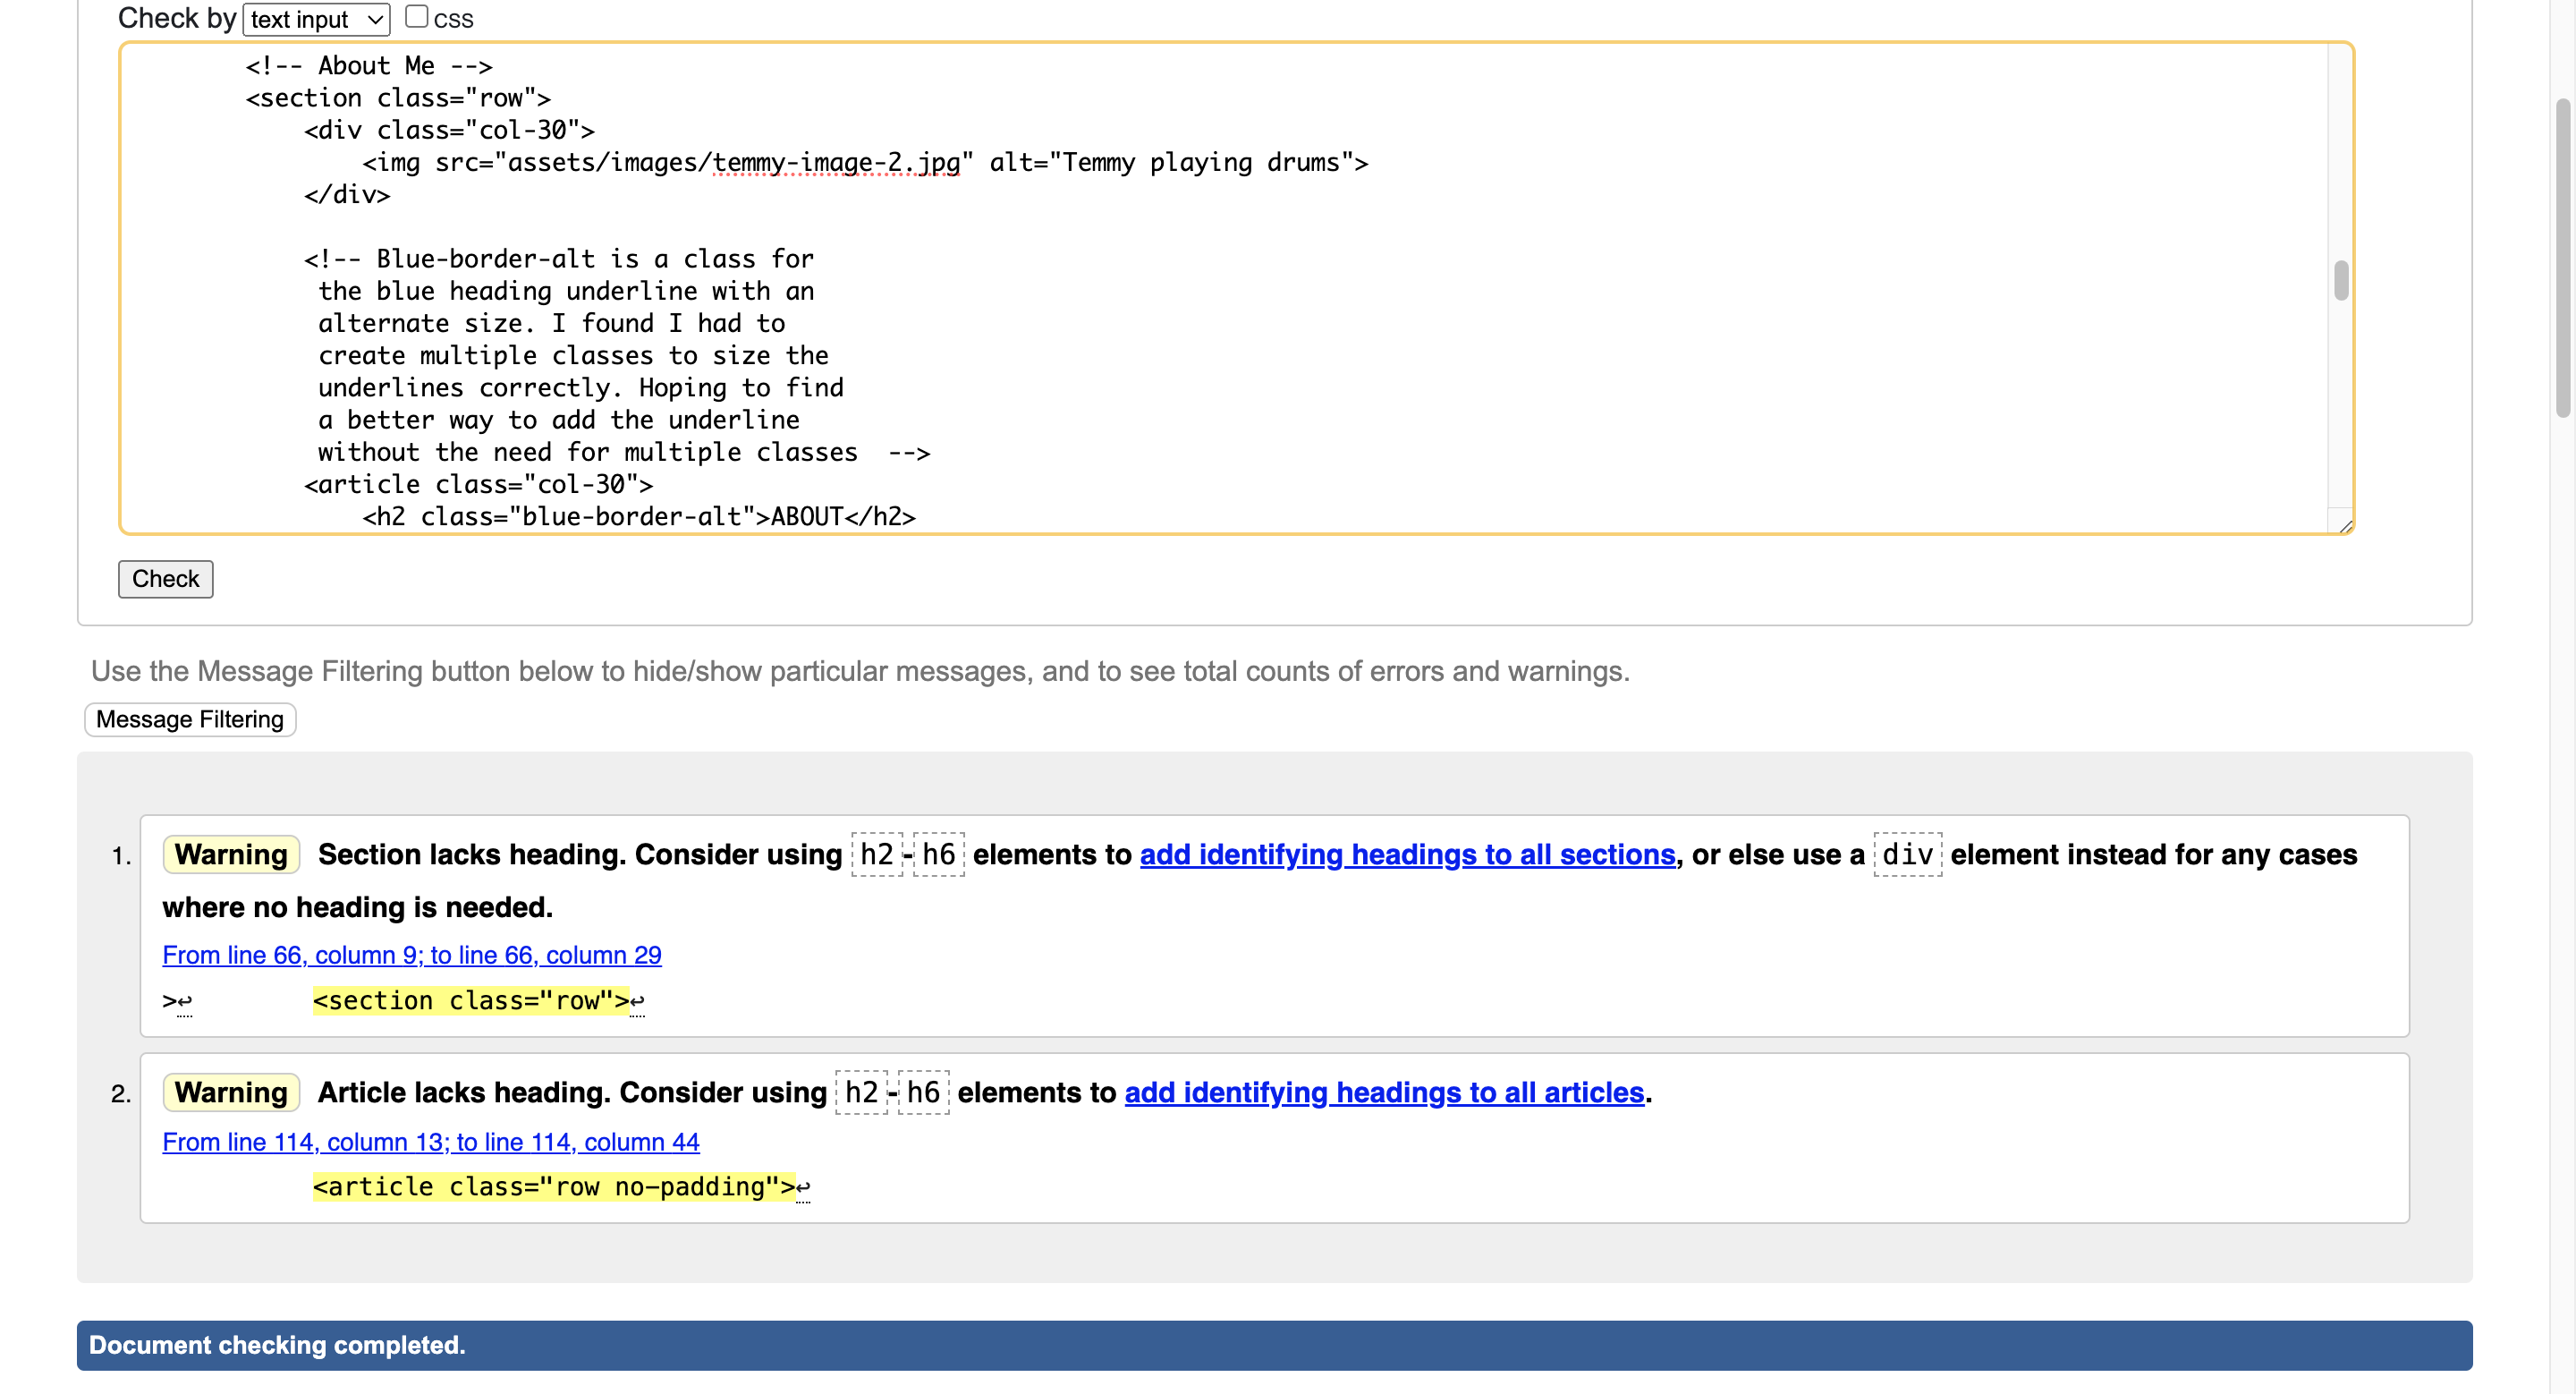 Check by text input css
<!-- About Me -->
<section class="row">
<div class="col-30">
<img src="assets/images/temmy-image-2.jpg" alt="Temmy playing drums">
</div>
<!-- Blue-border-alt is a class for
the blue heading underline with an
alternate size. I found I had to
create multiple classes to size the
underlines correctly. Hoping to find
a better way to add the underline
without the need for multiple classes  -->
<article class="col-30">
<h2 class="blue-border-alt">ABOUT</h2>
Check
Use the Message Filtering button below to hide/show particular messages, and to see total counts of errors and warnings.
Message Filtering
1. Warning Section lacks heading. Consider using h2-h6 elements to add identifying headings to all sections, or else use a div element instead for any cases
where no heading is needed.
From line 66, column 9; to line 66, column 29
>↩ <section class="row">↩
2. Warning Article lacks heading. Consider using h2-h6 elements to add identifying headings to all articles.
From line 114, column 13; to line 114, column 44
<article class="row no-padding">↩
Document checking completed.